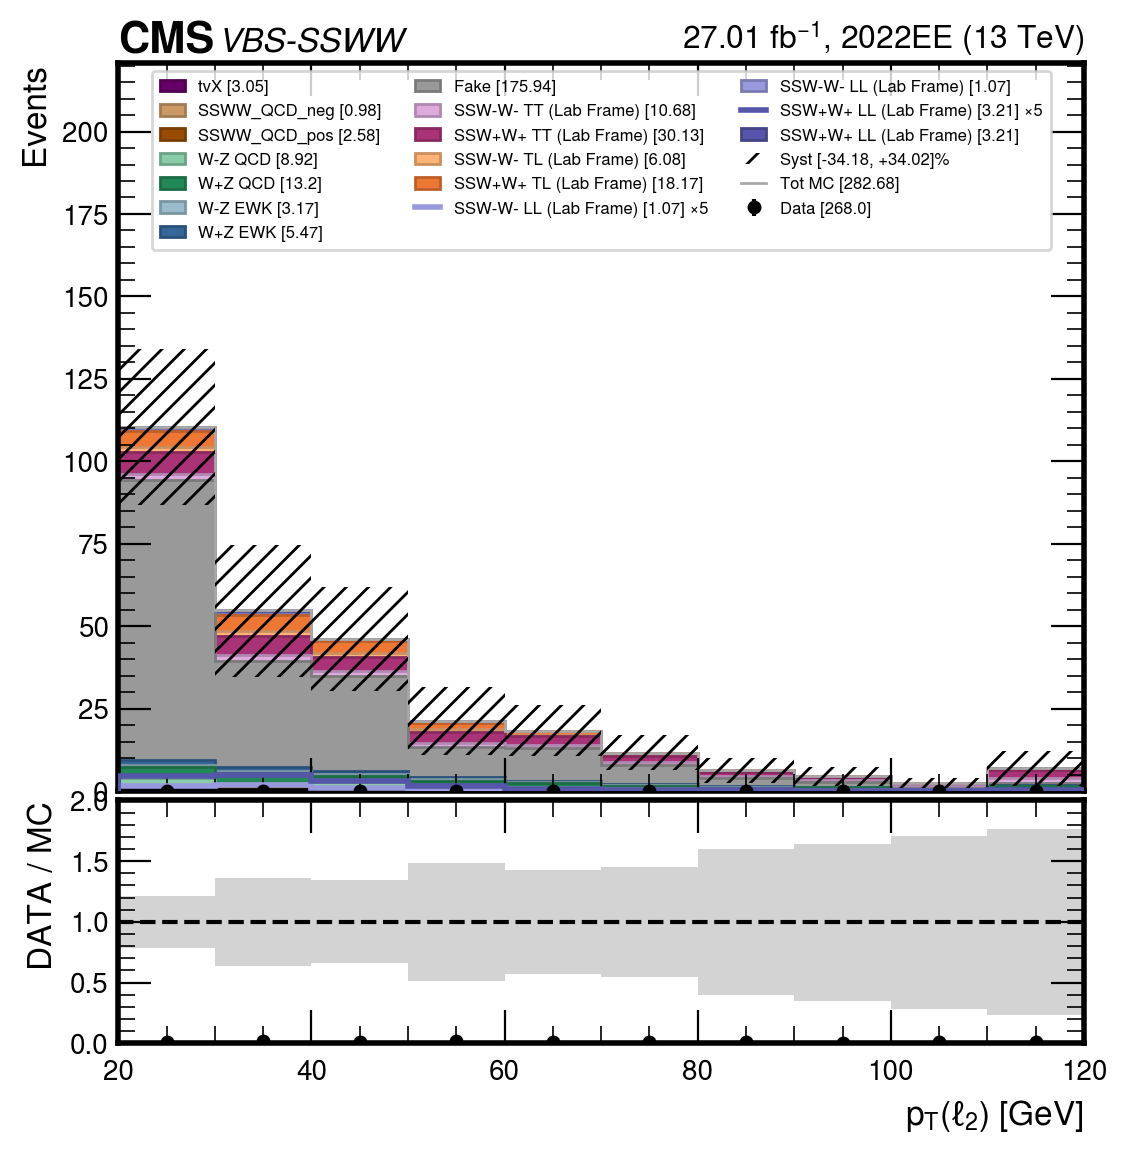 CMS VBS-SSWW 27.01 fb⁻¹, 2022EE (13 TeV)
Events
tvX [3.05]
SSWW_QCD_neg [0.98]
SSWW_QCD_pos [2.58]
W-Z QCD [8.92]
W+Z QCD [13.2]
W-Z EWK [3.17]
W+Z EWK [5.47]
Fake [175.94]
SSW-W- TT (Lab Frame) [10.68]
SSW+W+ TT (Lab Frame) [30.13]
SSW-W- TL (Lab Frame) [6.08]
SSW+W+ TL (Lab Frame) [18.17]
SSW-W- LL (Lab Frame) [1.07] ×5
SSW-W- LL (Lab Frame) [1.07]
SSW+W+ LL (Lab Frame) [3.21] ×5
SSW+W+ LL (Lab Frame) [3.21]
Syst [-34.18, +34.02]%
Tot MC [282.68]
Data [268.0]
200
175
150
125
100
75
50
25
0
DATA / MC
2.0
1.5
1.0
0.5
0.0
20 40 60 80 100 120
p_T(ℓ₂) [GeV]